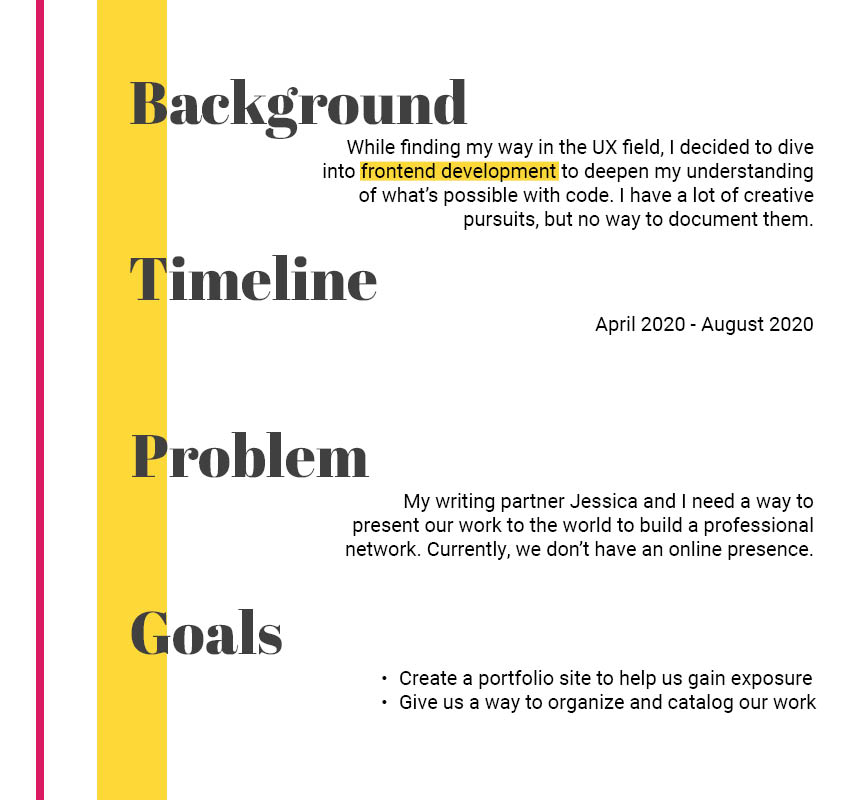 Background
While finding my way in the UX field, I decided to dive
into frontend development to deepen my understanding
of what’s possible with code. I have a lot of creative
pursuits, but no way to document them.
Timeline
April 2020 - August 2020
Problem
My writing partner Jessica and I need a way to
present our work to the world to build a professional
network. Currently, we don’t have an online presence.
Goals
• Create a portfolio site to help us gain exposure
• Give us a way to organize and catalog our work